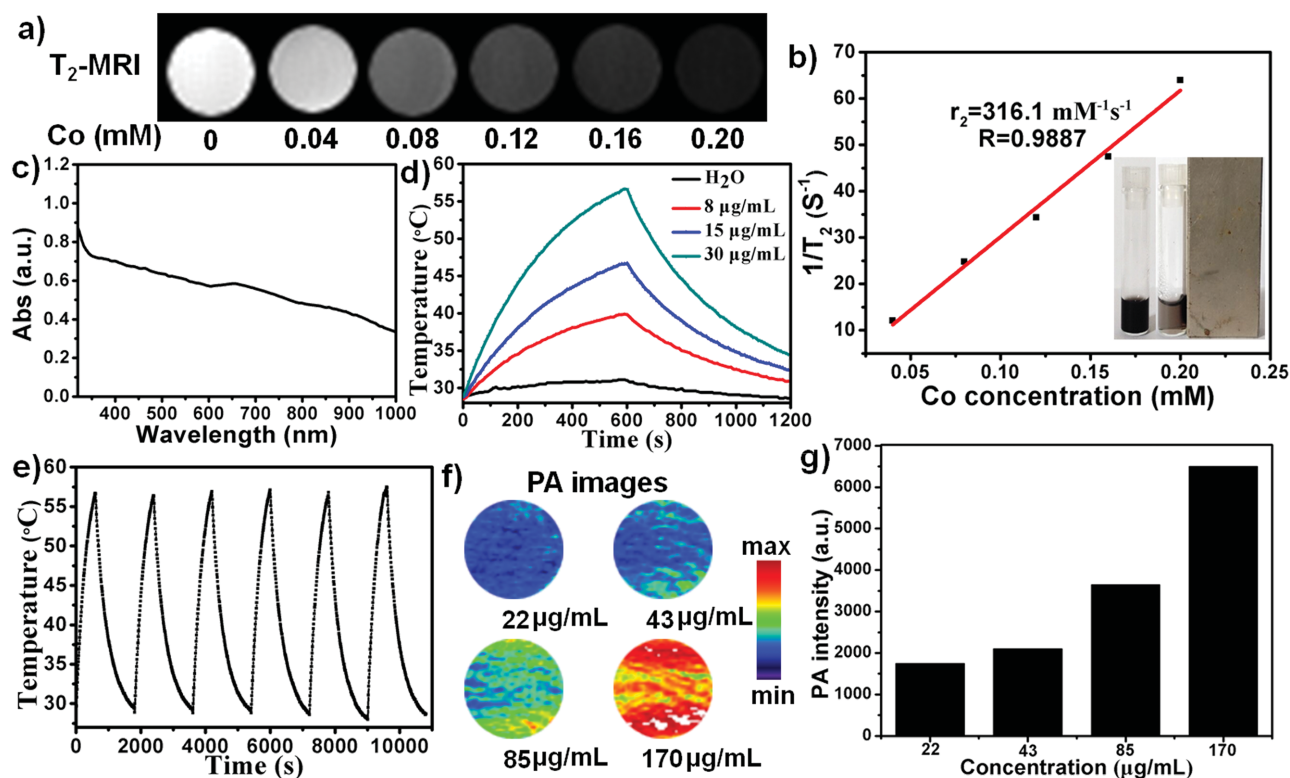 a)
T₂-MRI
Co (mM) 0 0.04 0.08 0.12 0.16 0.20
b)
70
60
50
40
30
20
10
1/T₂ (S⁻¹)
r₂=316.1 mM⁻¹s⁻¹
R=0.9887
0.05 0.10 0.15 0.20 0.25
Co concentration (mM)
c)
1.2
1.0
0.8
0.6
0.4
0.2
0.0
Abs (a.u.)
400 500 600 700 800 900 1000
Wavelength (nm)
d)
60
55
50
45
40
35
30
Temperature (°C)
H₂O
8 µg/mL
15 µg/mL
30 µg/mL
0 200 400 600 800 1000 1200
Time (s)
e)
60
55
50
45
40
35
30
Temperature (°C)
0 2000 4000 6000 8000 10000
Time (s)
f)
PA images
22µg/mL 43µg/mL
85µg/mL 170µg/mL
max
min
g)
7000
6000
5000
4000
3000
2000
1000
0
PA intensity (a.u.)
22 43 85 170
Concentration (µg/mL)